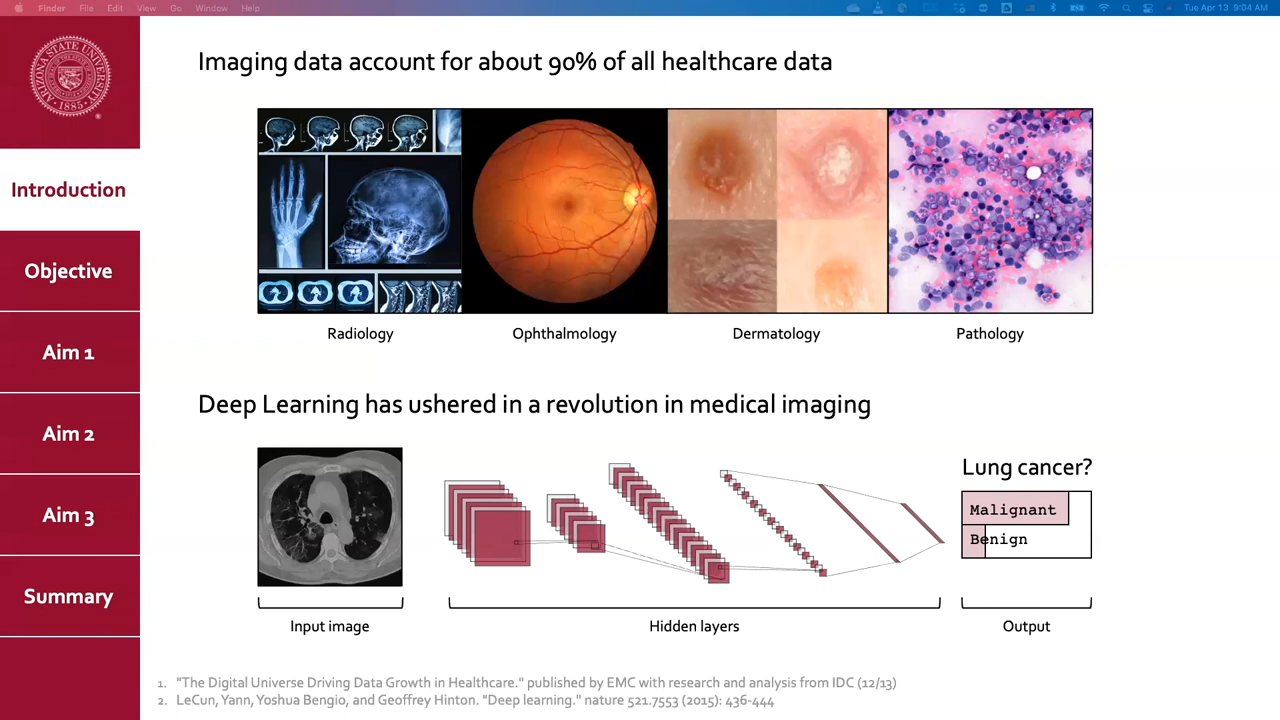 Finder File Edit View Go Window Help
Tue Apr 13 9:04 AM
ARIZONA STATE UNIVERSITY
1885
Introduction
Objective
Aim 1
Aim 2
Aim 3
Summary
Imaging data account for about 90% of all healthcare data
Radiology
Ophthalmology
Dermatology
Pathology
Deep Learning has ushered in a revolution in medical imaging
Lung cancer?
Malignant
Benign
Input image
Hidden layers
Output
1. "The Digital Universe Driving Data Growth in Healthcare." published by EMC with research and analysis from IDC (12/13)
2. LeCun, Yann, Yoshua Bengio, and Geoffrey Hinton. "Deep learning." nature 521.7553 (2015): 436-444